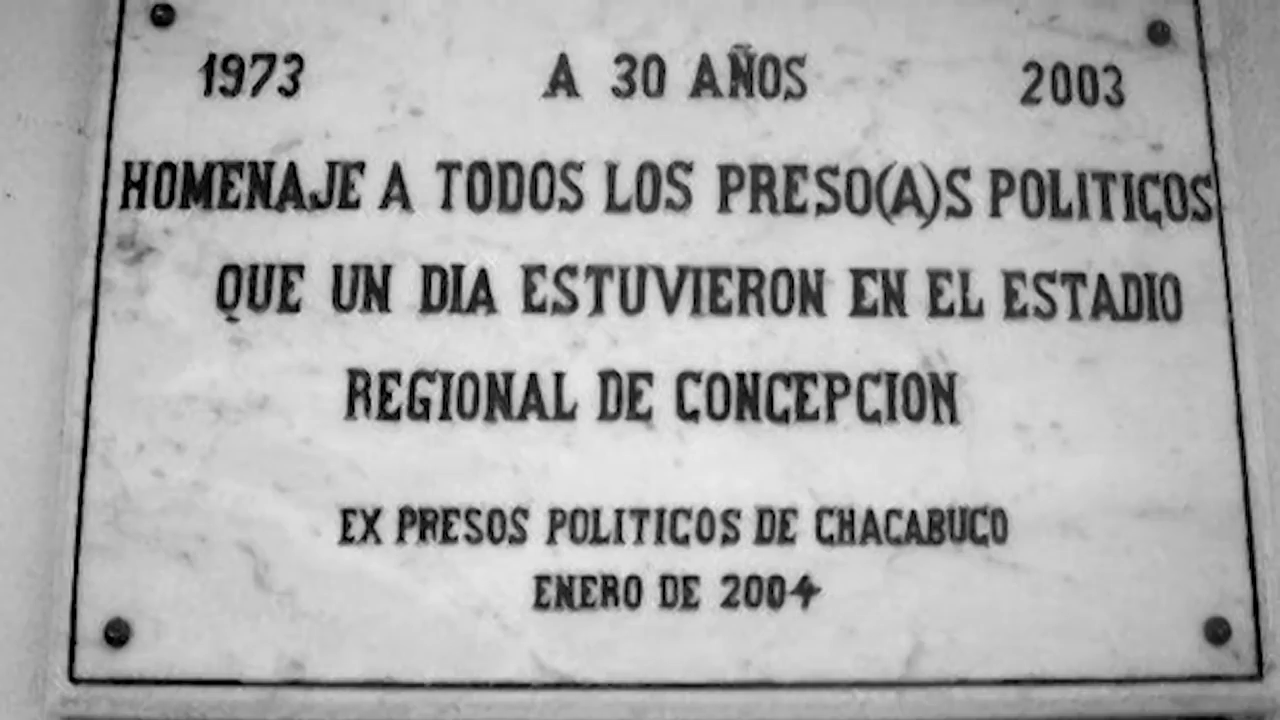 1973 A 30 AÑOS 2003
HOMENAJE A TODOS LOS PRESO(A)S POLITICOS
QUE UN DIA ESTUVIERON EN EL ESTADIO
REGIONAL DE CONCEPCION
EX PRESOS POLITICOS DE CHACABUCO
ENERO DE 2004